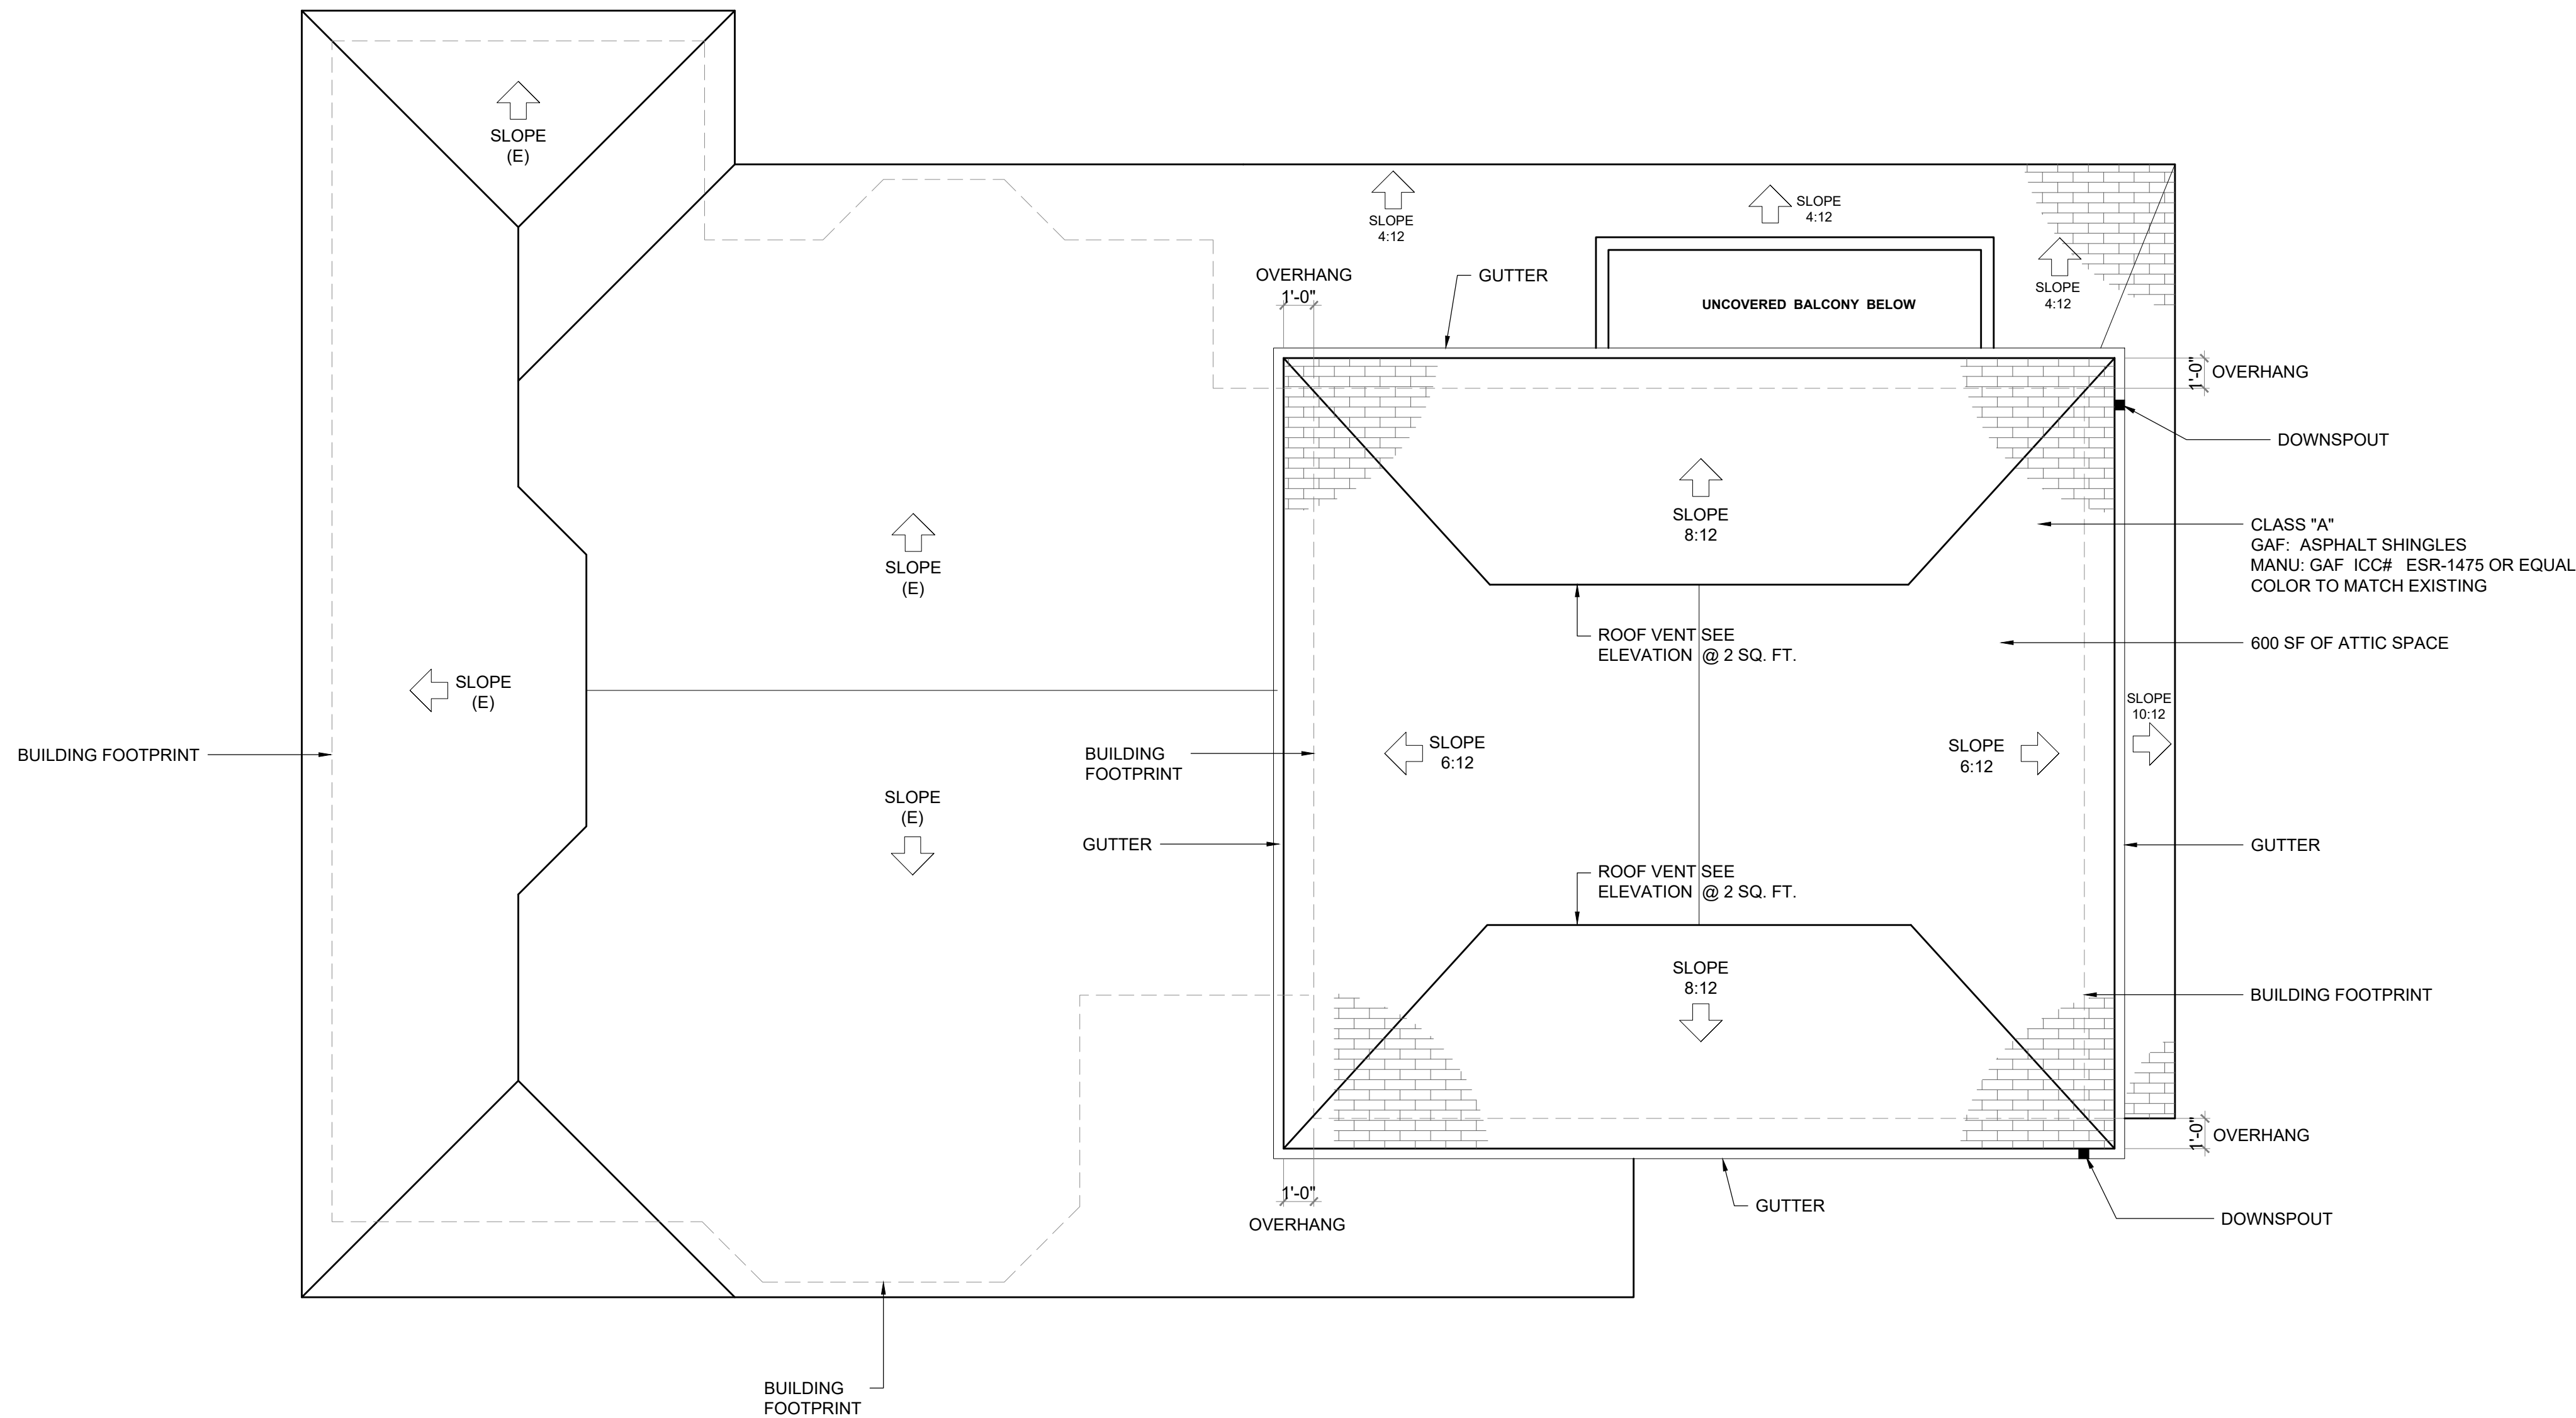 SLOPE
(E)
SLOPE
4:12
SLOPE
4:12
SLOPE
4:12
OVERHANG
1'-0"
GUTTER
UNCOVERED BALCONY BELOW
1'-0"
OVERHANG
DOWNSPOUT
SLOPE
8:12
CLASS "A"
GAF: ASPHALT SHINGLES
MANU: GAF ICC# ESR-1475 OR EQUAL
COLOR TO MATCH EXISTING
SLOPE
(E)
ROOF VENT SEE
ELEVATION @ 2 SQ. FT.
600 SF OF ATTIC SPACE
SLOPE
(E)
SLOPE
10:12
BUILDING FOOTPRINT
BUILDING
FOOTPRINT
SLOPE
6:12
SLOPE
6:12
SLOPE
(E)
GUTTER
GUTTER
ROOF VENT SEE
ELEVATION @ 2 SQ. FT.
SLOPE
8:12
BUILDING FOOTPRINT
1'-0"
OVERHANG
1'-0"
OVERHANG
GUTTER
DOWNSPOUT
BUILDING
FOOTPRINT